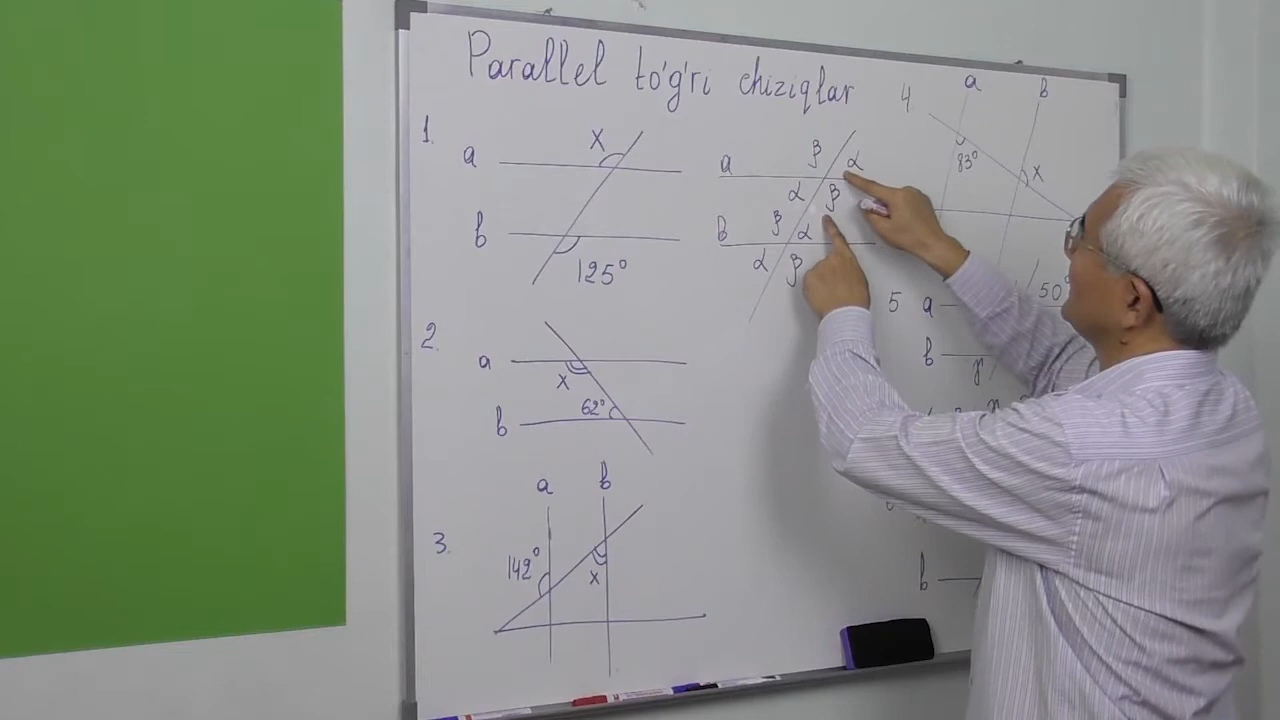 Parallel to'g'ri chiziqlar
1.
x
a
b
125°
a
β
α
α
β
b
β
α
α
β
2.
a
x
62°
b
3.
a
b
142°
x
4
a
b
83°
x
5
a
50°
b
γ
b